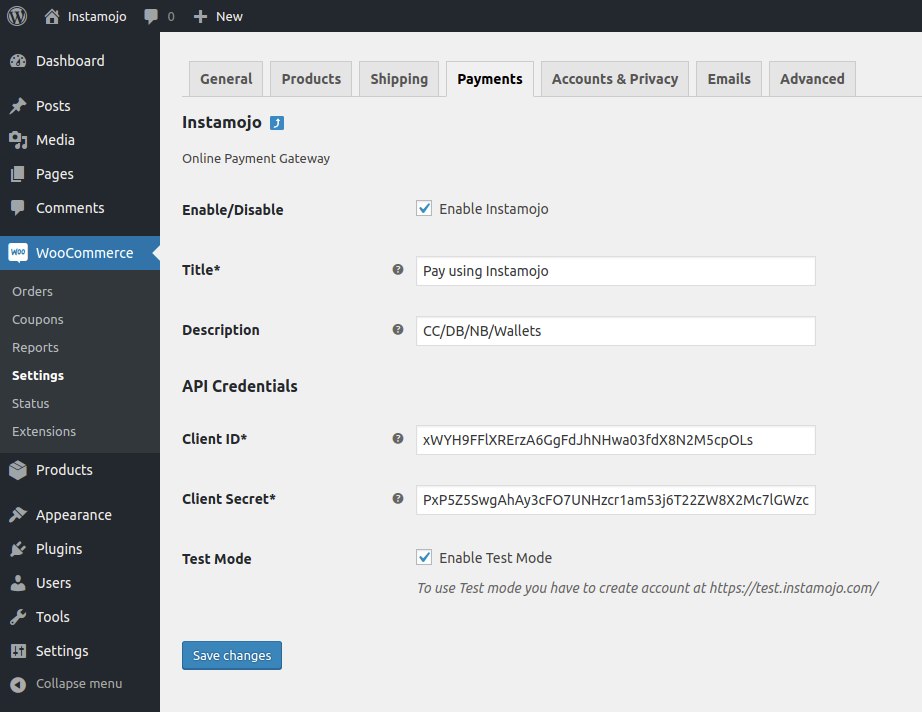 Instamojo 0 New
Dashboard
Posts
Media
Pages
Comments
WooCommerce
Orders
Coupons
Reports
Settings
Status
Extensions
Products
Appearance
Plugins
Users
Tools
Settings
Collapse menu
General Products Shipping Payments Accounts & Privacy Emails Advanced
Instamojo
Online Payment Gateway
Enable/Disable Enable Instamojo
Title* Pay using Instamojo
Description CC/DB/NB/Wallets
API Credentials
Client ID* xWYH9FFlXRErzA6GgFdJhNHwa03fdX8N2M5cpOLs
Client Secret* PxP5Z5SwgAhAy3cFO7UNHzcr1am53j6T22ZW8X2Mc7lGWzc
Test Mode Enable Test Mode
To use Test mode you have to create account at https://test.instamojo.com/
Save changes